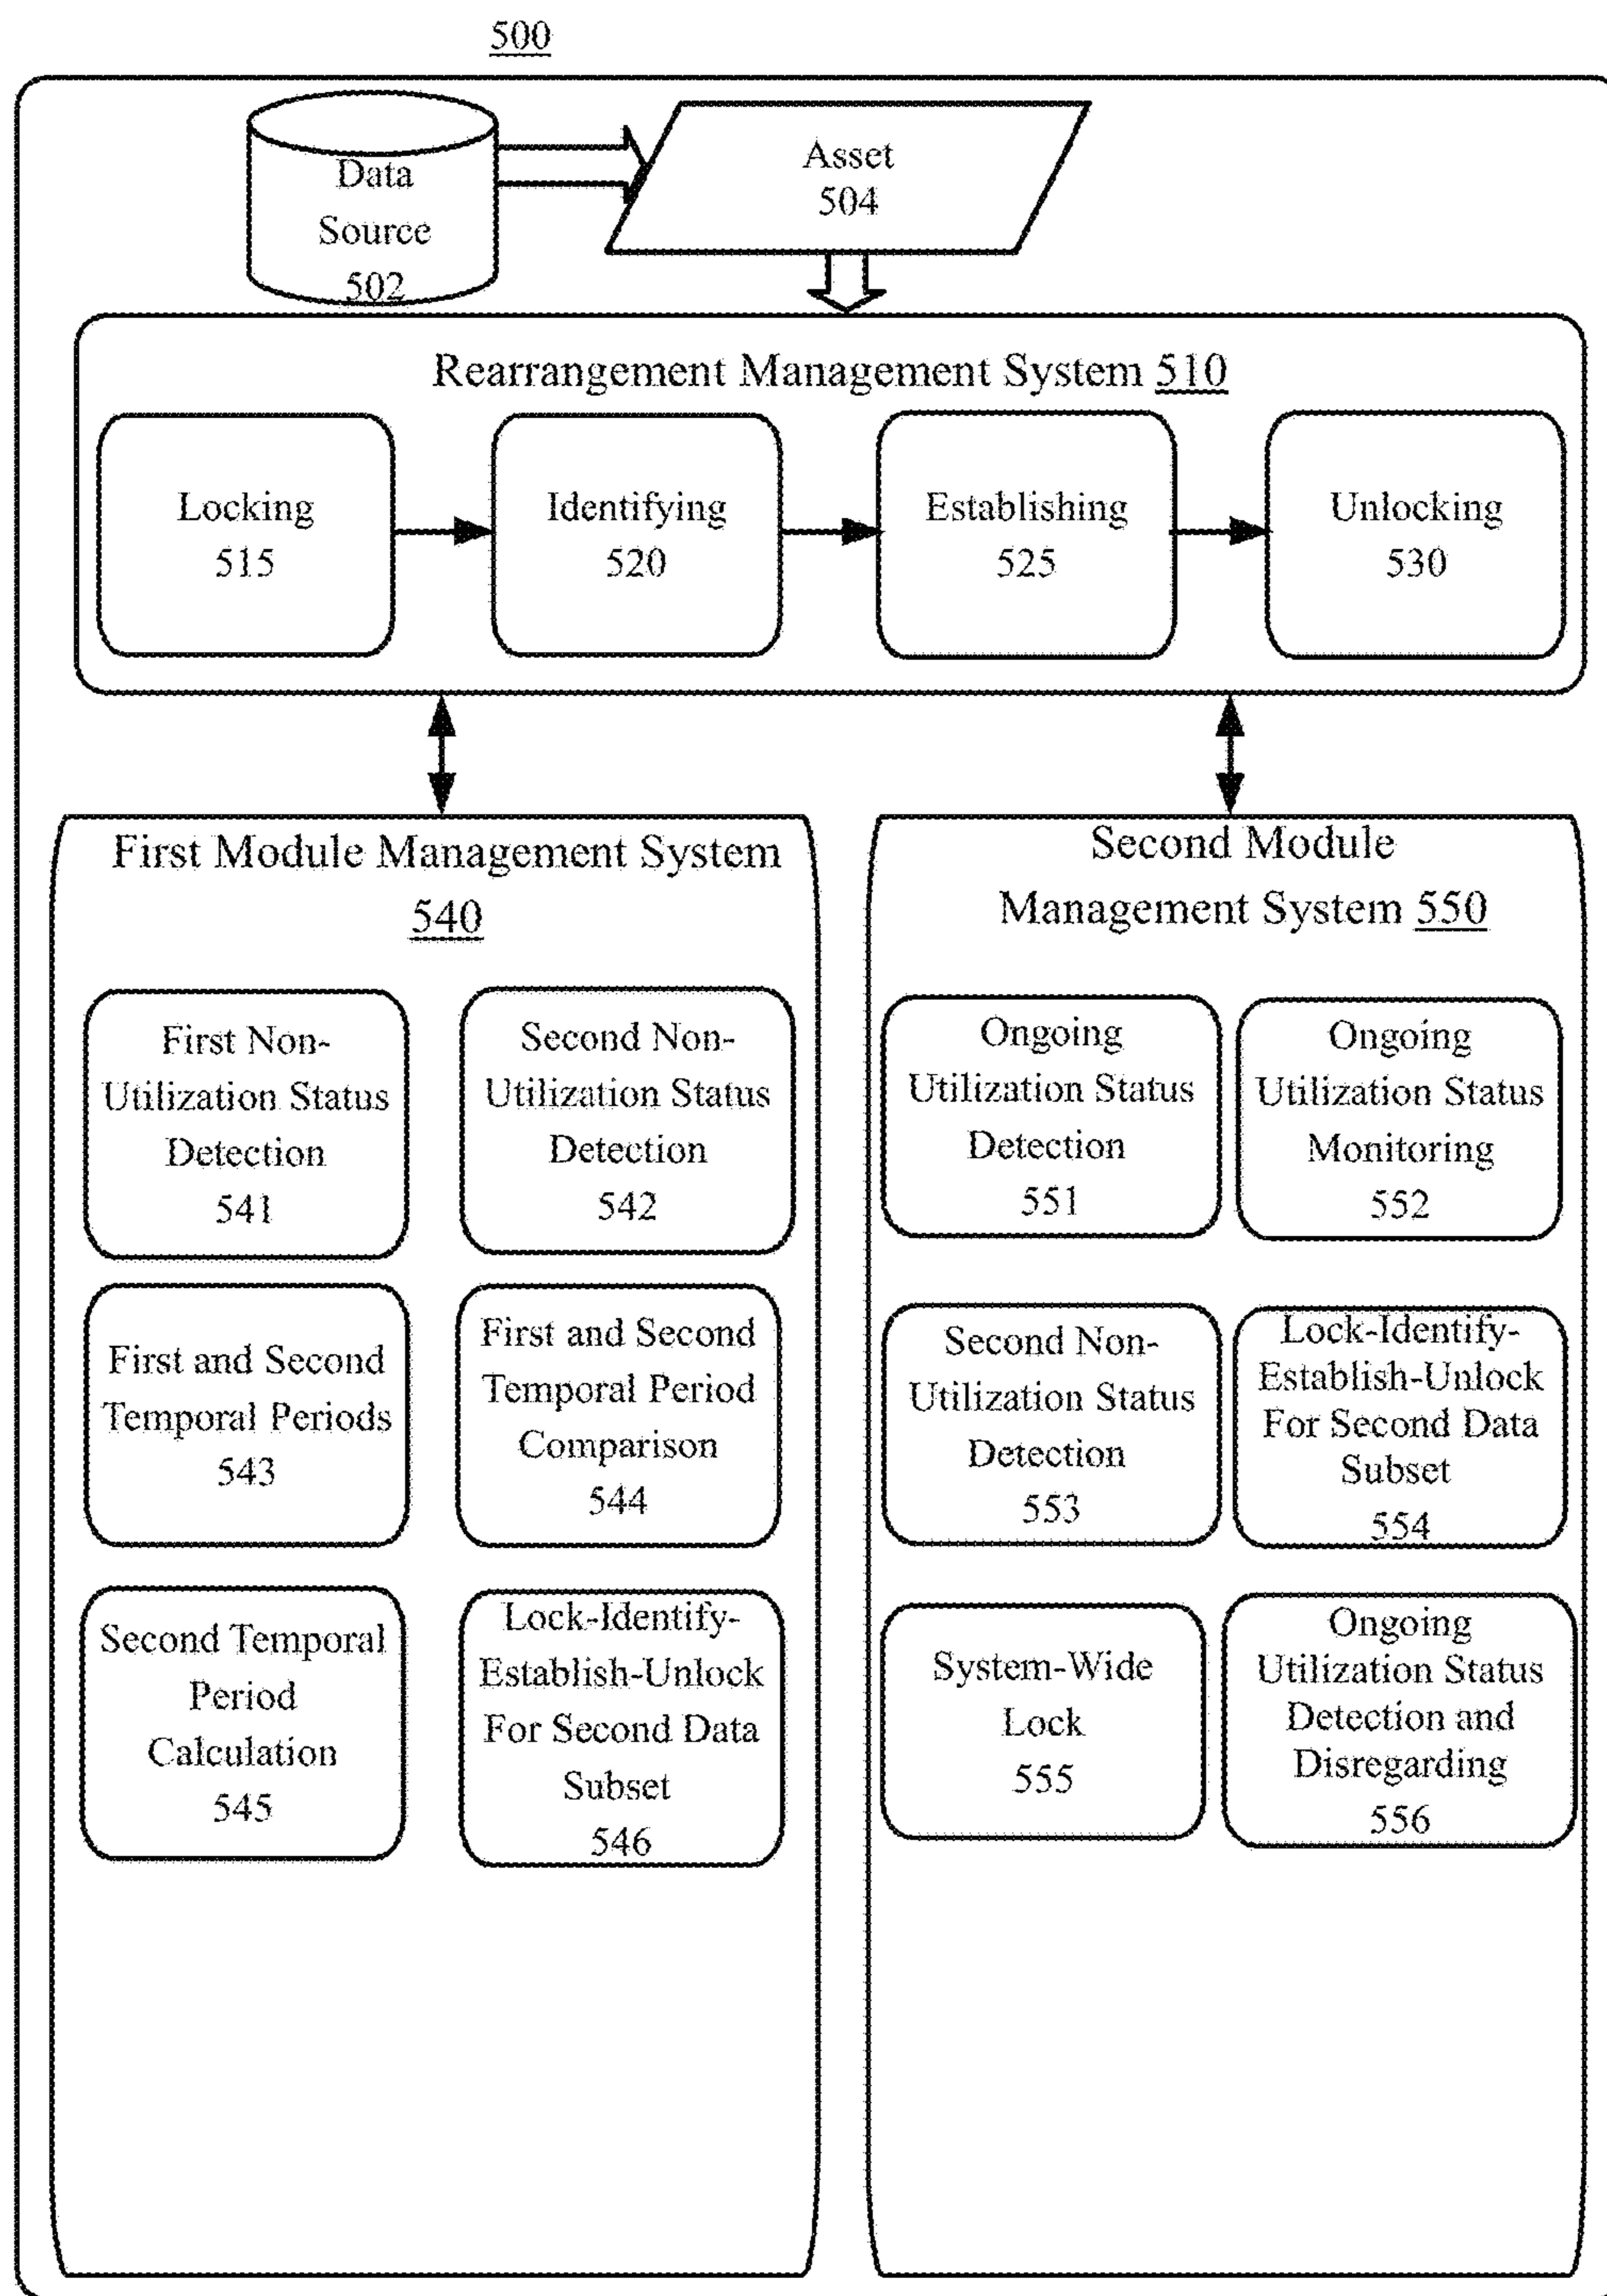 500
Data
Source
502
Asset
504
Rearrangement Management System 510
Locking
515
Identifying
520
Establishing
525
Unlocking
530
First Module Management System
540
First Non-
Utilization Status
Detection
541
Second Non-
Utilization Status
Detection
542
First and Second
Temporal Periods
543
First and Second
Temporal Period
Comparison
544
Second Temporal
Period
Calculation
545
Lock-Identify-
Establish-Unlock
For Second Data
Subset
546
Second Module
Management System 550
Ongoing
Utilization Status
Detection
551
Ongoing
Utilization Status
Monitoring
552
Second Non-
Utilization Status
Detection
553
Lock-Identify-
Establish-Unlock
For Second Data
Subset
554
System-Wide
Lock
555
Ongoing
Utilization Status
Detection and
Disregarding
556